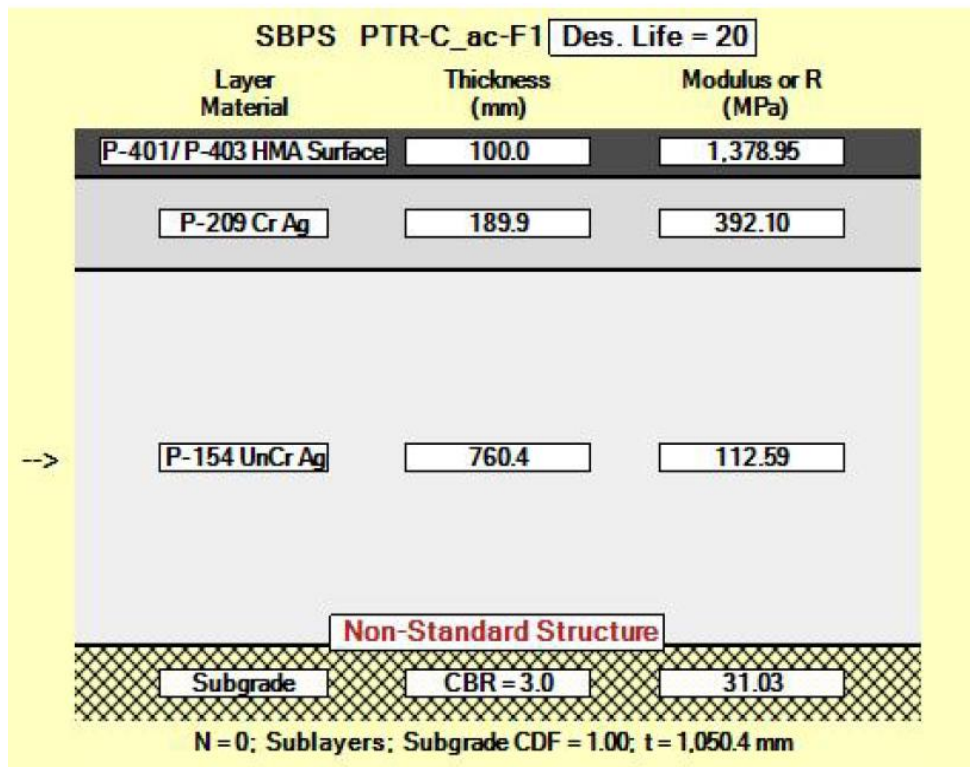 SBPS PTR-C_ac-F1 Des. Life = 20
Layer Material Thickness (mm) Modulus or R (MPa)
P-401/ P-403 HMA Surface 100.0 1,378.95
P-209 Cr Ag 189.9 392.10
--> P-154 UnCr Ag 760.4 112.59
Non-Standard Structure
Subgrade CBR = 3.0 31.03
N = 0; Sublayers; Subgrade CDF = 1.00; t = 1,050.4 mm